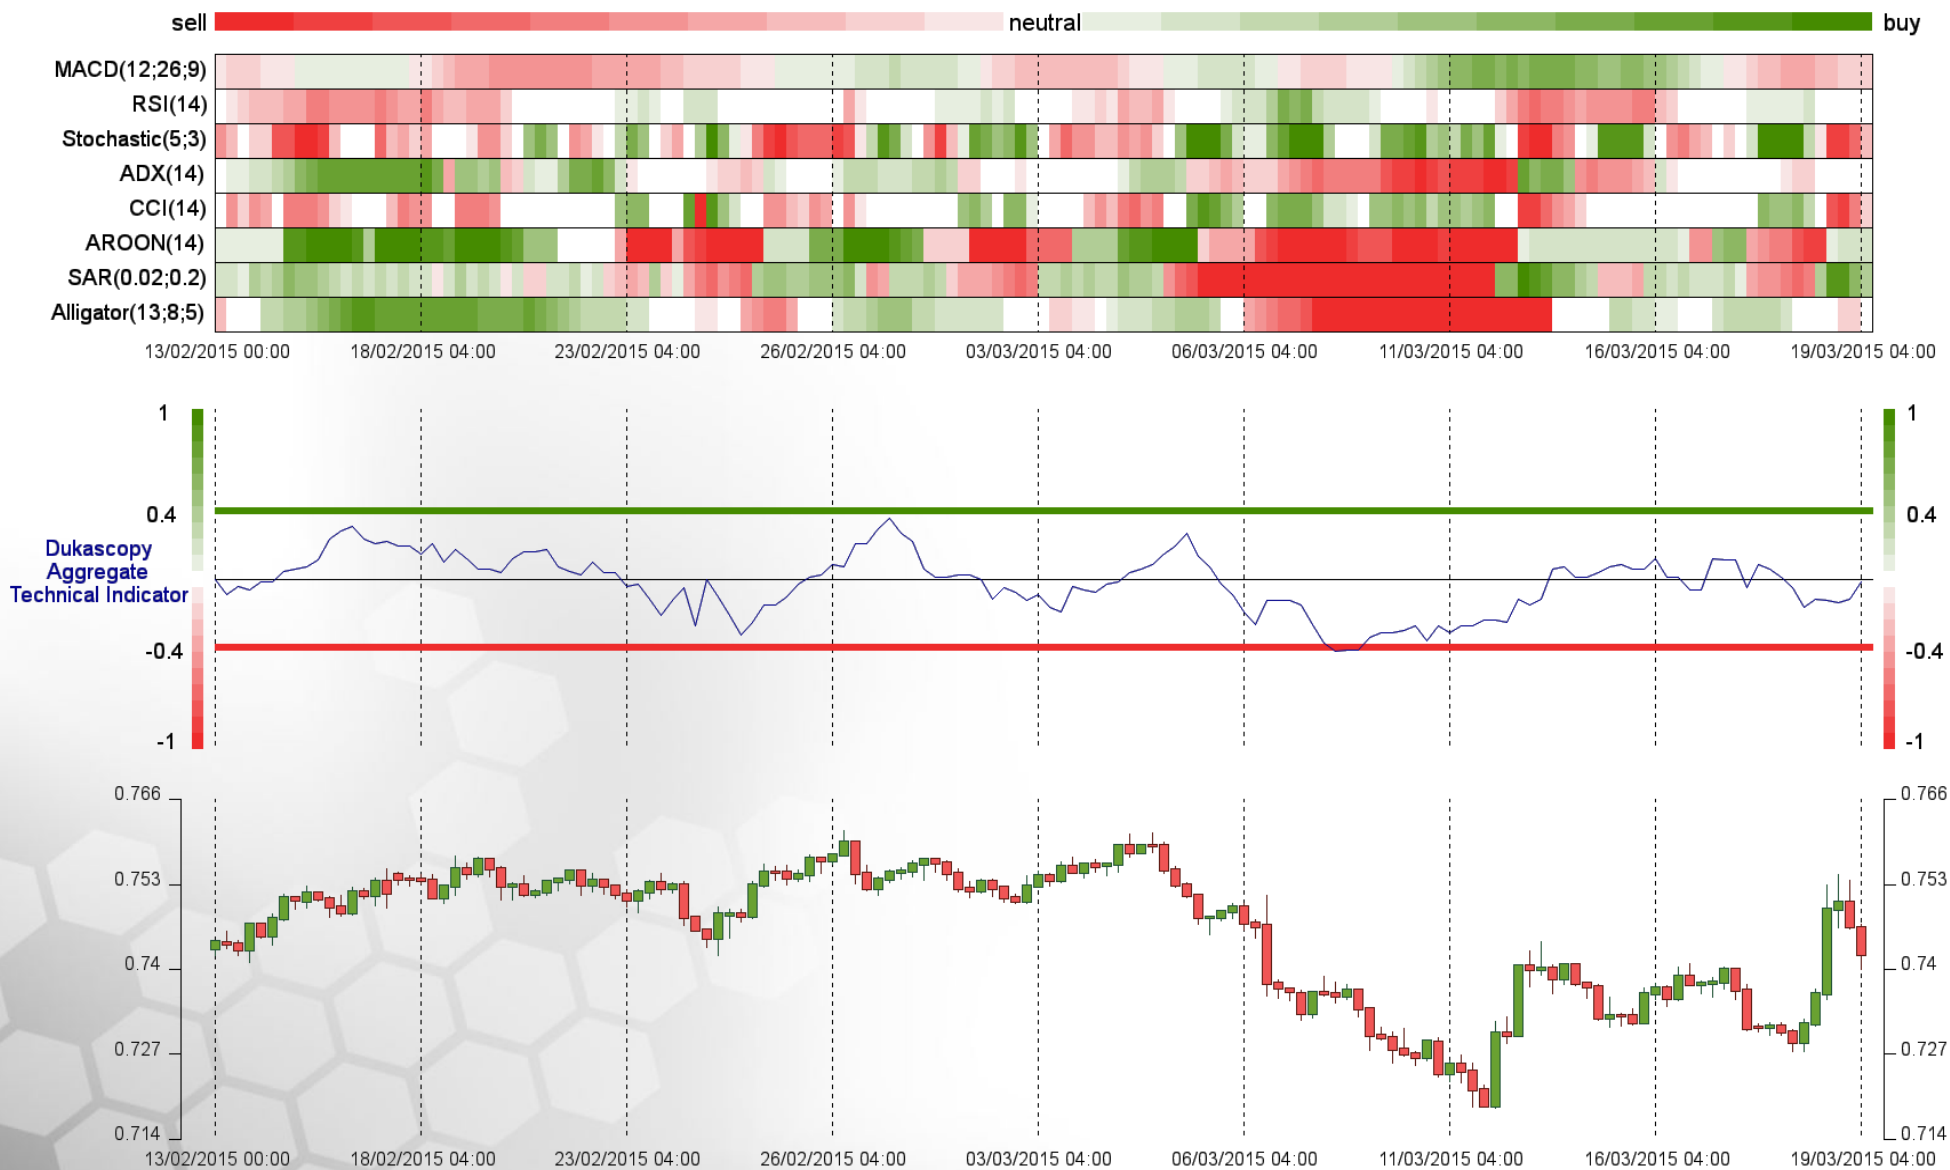 sell neutral buy
MACD(12;26;9)
RSI(14)
Stochastic(5;3)
ADX(14)
CCI(14)
AROON(14)
SAR(0.02;0.2)
Alligator(13;8;5)
13/02/2015 00:00 18/02/2015 04:00 23/02/2015 04:00 26/02/2015 04:00 03/03/2015 04:00 06/03/2015 04:00 11/03/2015 04:00 16/03/2015 04:00 19/03/2015 04:00
1 1
0.4 0.4
Dukascopy
Aggregate
Technical Indicator
-0.4 -0.4
-1 -1
0.766 0.766
0.753 0.753
0.74 0.74
0.727 0.727
0.714 0.714
13/02/2015 00:00 18/02/2015 04:00 23/02/2015 04:00 26/02/2015 04:00 03/03/2015 04:00 06/03/2015 04:00 11/03/2015 04:00 16/03/2015 04:00 19/03/2015 04:00